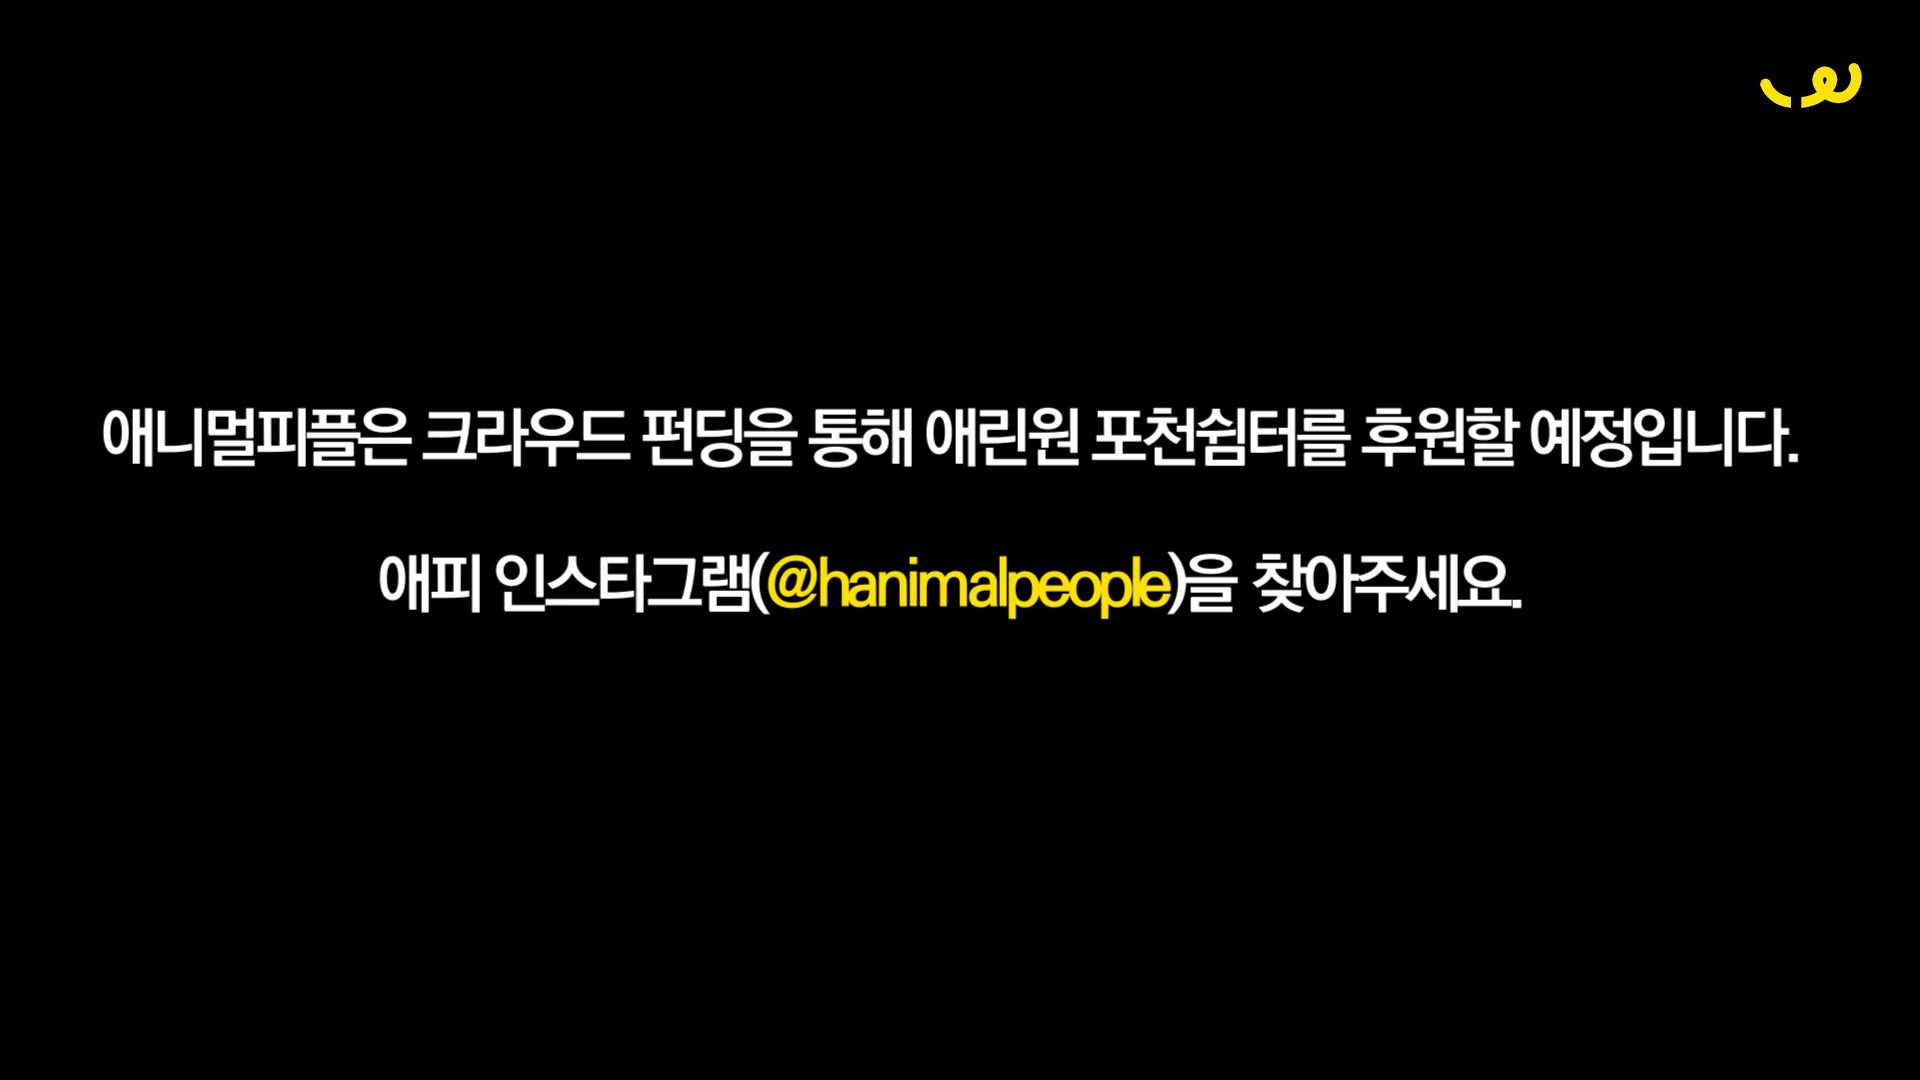 애니멀피플은 크라우드 펀딩을 통해 애린원 포천쉼터를 후원할 예정입니다.
애피 인스타그램(@hanimalpeople)을 찾아주세요.